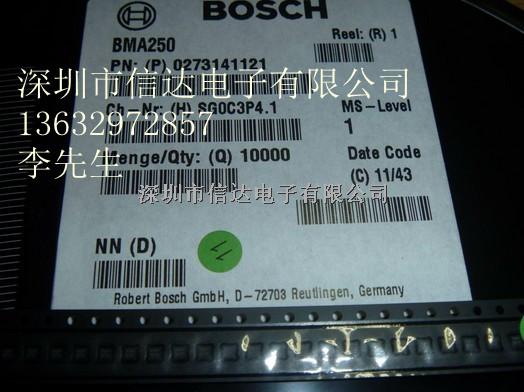 BOSCH
BMA250
Reel: (R) 1
PN: (P) 0273141121
深圳市信达电子有限公司
Ch-Nr: (H) SG0C3P4.1
MS-Level
1
13632972857
李先生
Menge/Qty: (Q) 10000
Date Code
(C) 11/43
深圳市信达电子有限公司
NN (D)
Robert Bosch GmbH, D-72703 Reutlingen, Germany